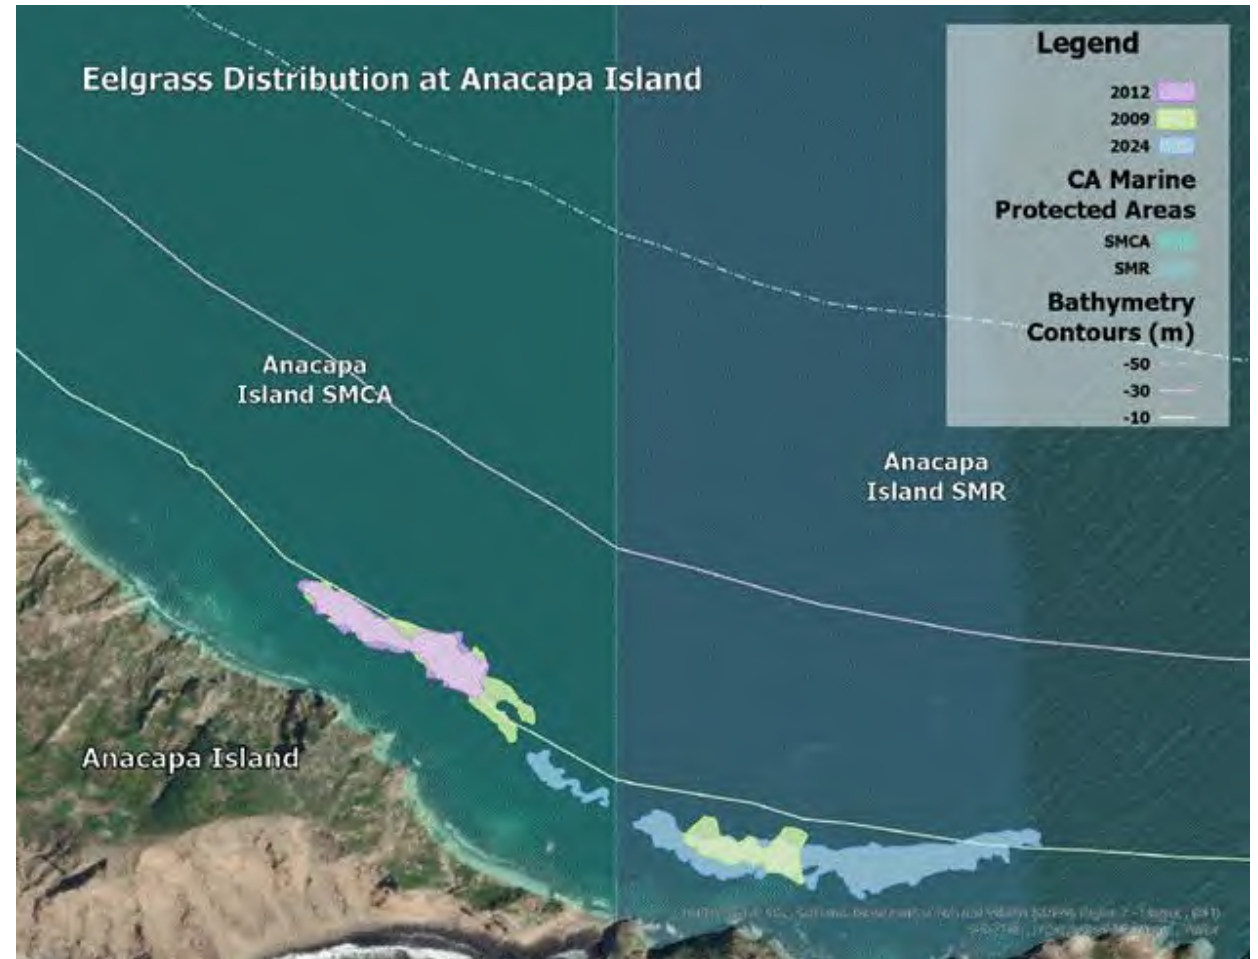 Eelgrass Distribution at Anacapa Island
Legend
2012
2009
2024
CA Marine
Protected Areas
SMCA
SMR
Bathymetry
Contours (m)
-50
-30
-10
Anacapa
Island SMCA
Anacapa
Island SMR
Anacapa Island